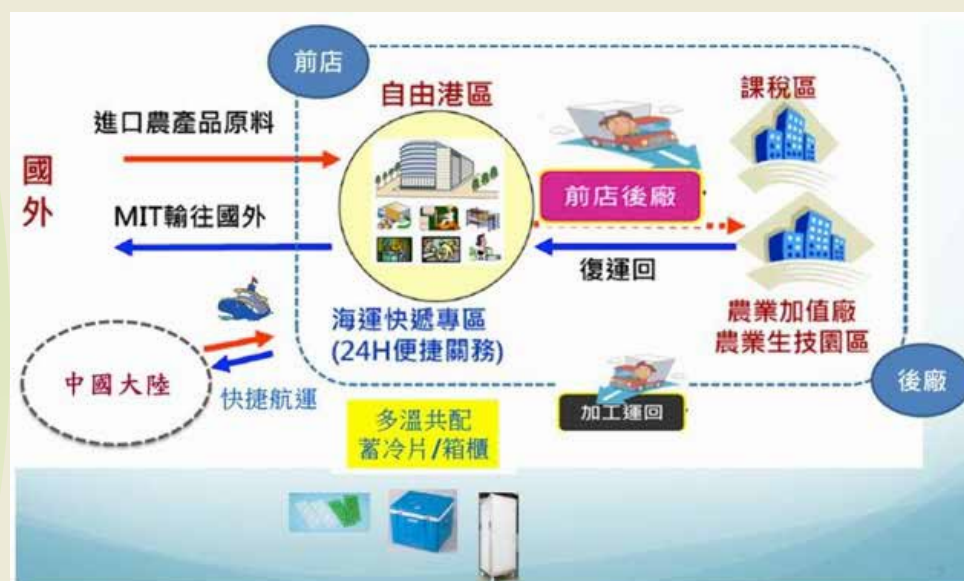 前店
自由港區
課稅區
進口農產品原料
國
外
前店後廠
MIT輸往國外
復運回
海運快遞專區
(24H便捷關務)
農業加值廠
農業生技園區
中國大陸
快捷航運
後廠
加工運回
多溫共配
蓄冷片/箱櫃